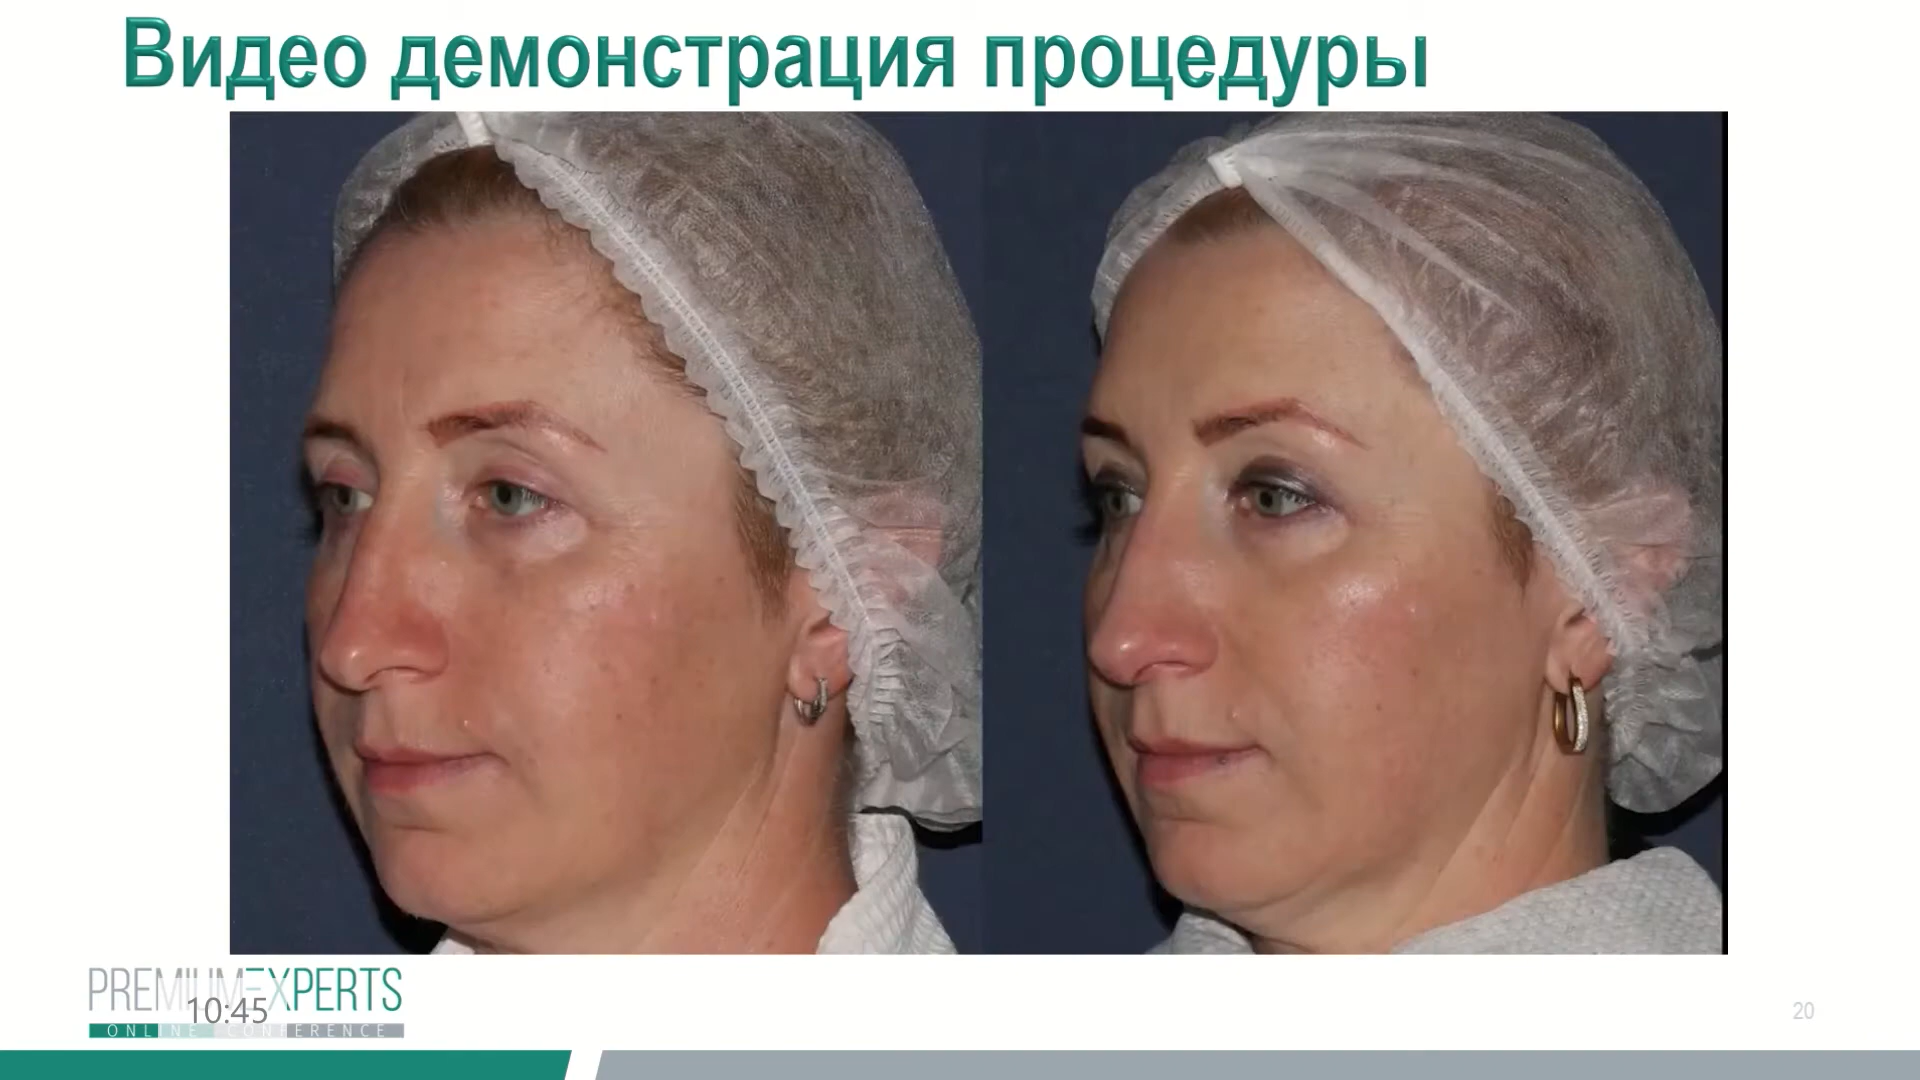 Видео демонстрация процедуры
PREMIUMEXPERTS
10:45
ONLINE CONFERENCE
20